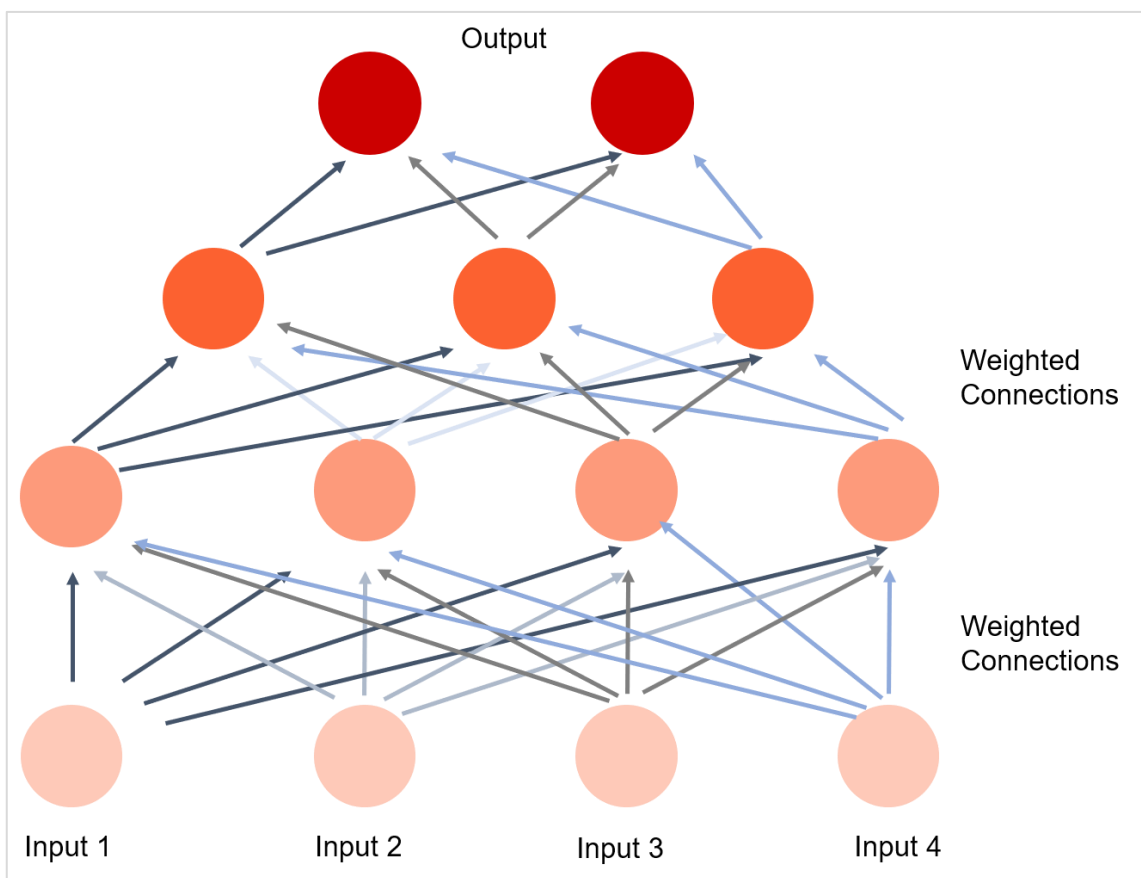 Output
Weighted
Connections
Weighted
Connections
Input 1
Input 2
Input 3
Input 4